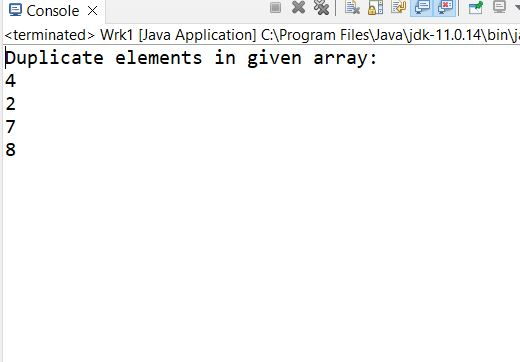 Console
<terminated> Wrk1 [Java Application] C:\Program Files\Java\jdk-11.0.14\bin\ja
Duplicate elements in given array:
4
2
7
8